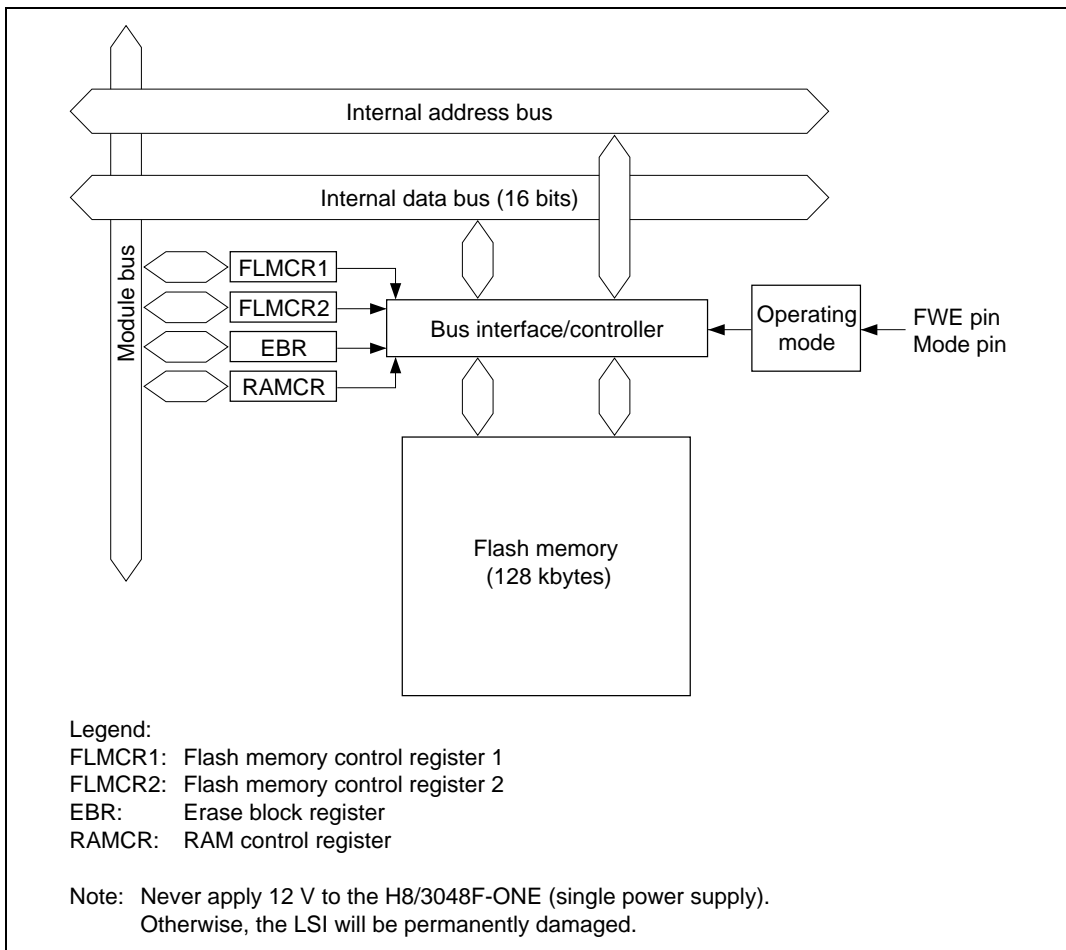 Internal address bus
Internal data bus (16 bits)
Module bus
FLMCR1
FLMCR2
EBR
RAMCR
Bus interface/controller
Operating
mode
FWE pin
Mode pin
Flash memory
(128 kbytes)
Legend:
FLMCR1: Flash memory control register 1
FLMCR2: Flash memory control register 2
EBR: Erase block register
RAMCR: RAM control register
Note: Never apply 12 V to the H8/3048F-ONE (single power supply).
Otherwise, the LSI will be permanently damaged.